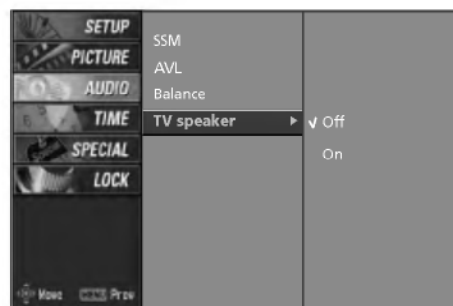 SETUP
PICTURE
AUDIO
TIME
SPECIAL
LOCK
Move Prev
SSM
AVL
Balance
TV speaker
Off
On